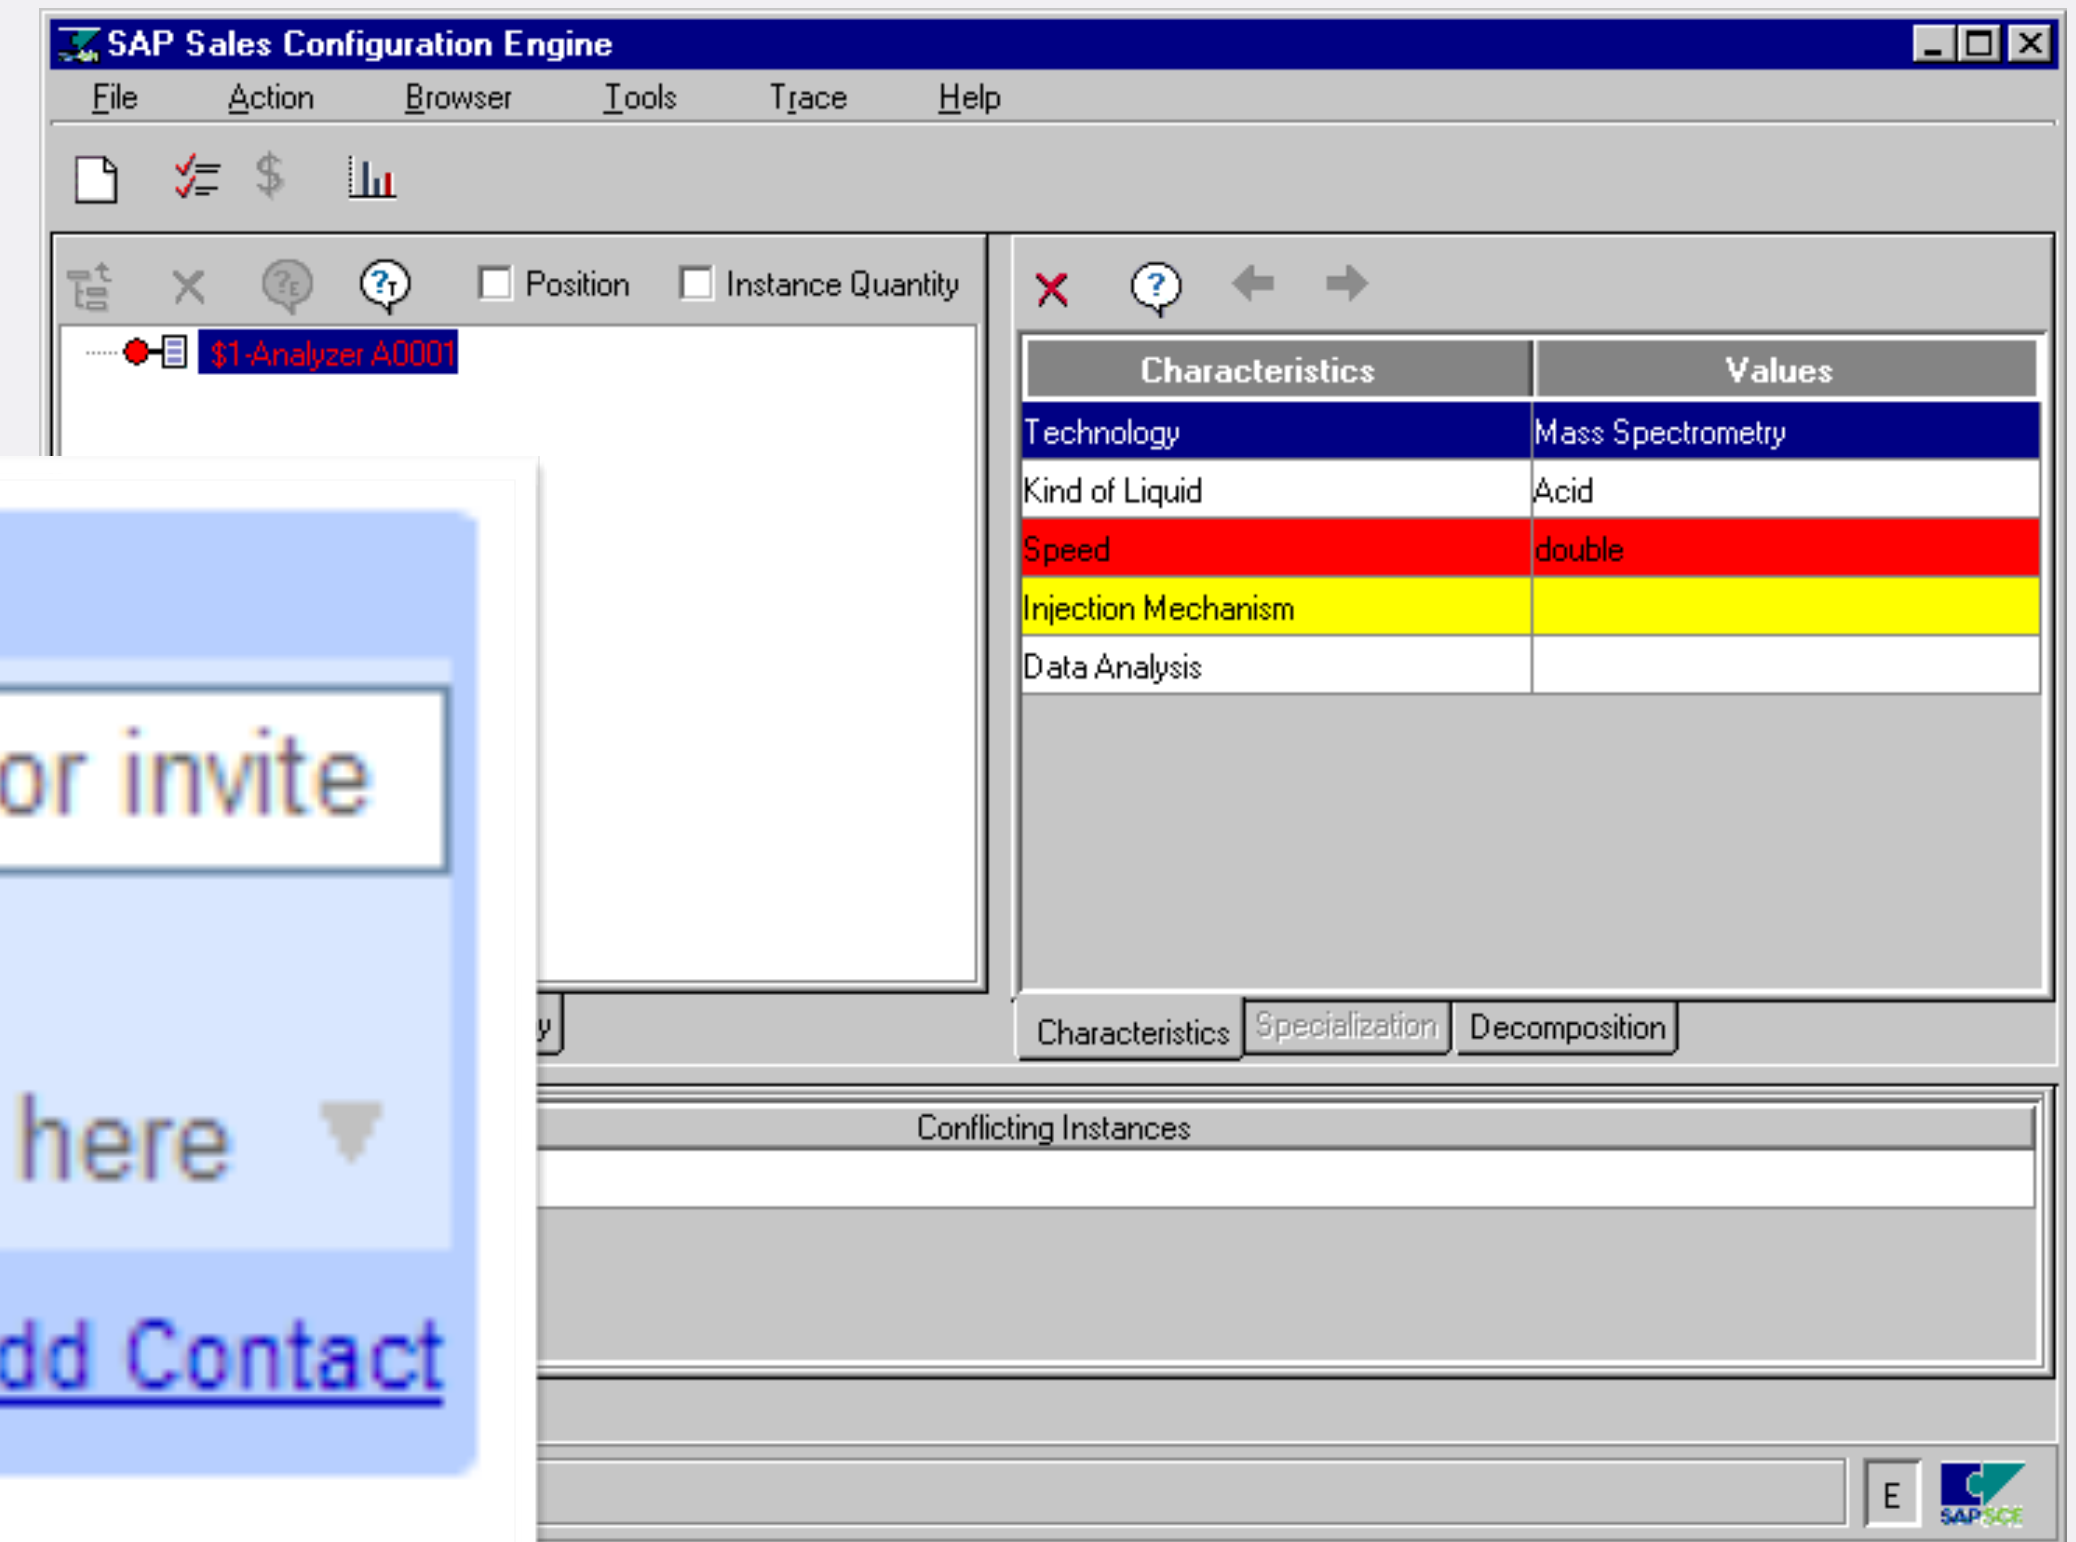 SAP Sales Configuration Engine
File Action Browser Tools Trace Help
$
Position Instance Quantity
?E ?T ?
$1-Analyzer A0001
Characteristics Values
Technology Mass Spectrometry
Kind of Liquid Acid
Speed double
Injection Mechanism
Data Analysis
or invite
here
dd Contact
y
Characteristics Specialization Decomposition
Conflicting Instances
E
SAP SCE